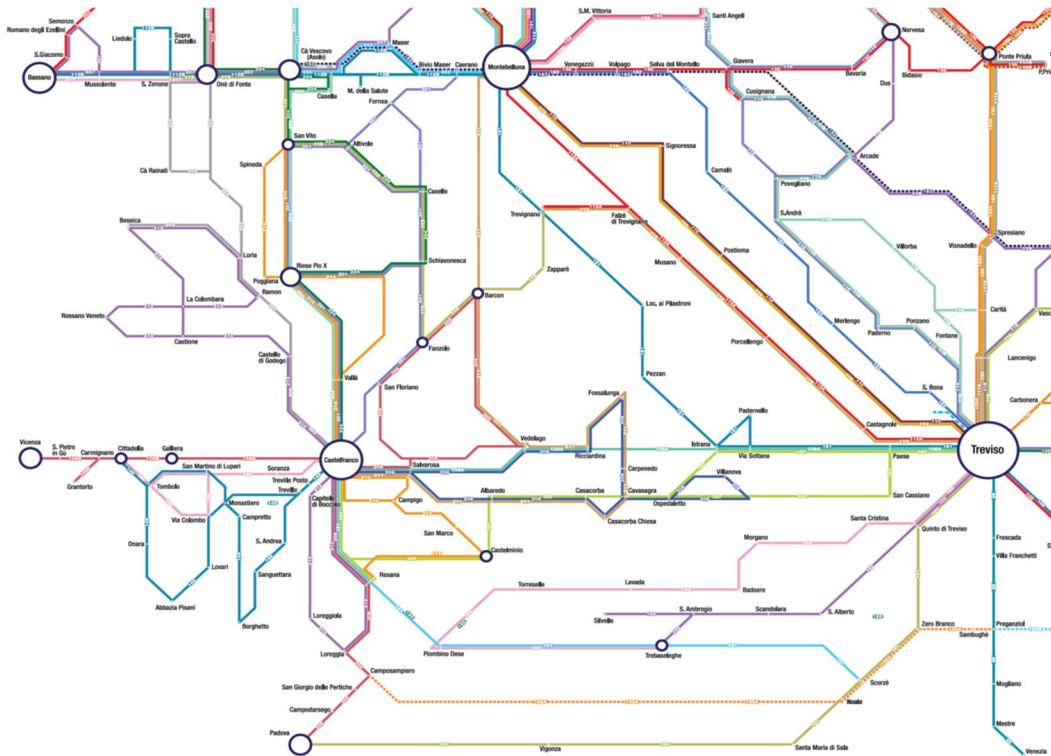 Semonzo
Romano degli Ezzelini
S.Giacomo
Bassano
Mussolente
Liedolo
Sopra
Castello
S. Zenone
Onè di Fonte
Cà Vescovo
(Asolo)
Casella
Maser
M. della Salute
Bivio Maser
Caerano
Fornea
Montebelluna
S.M. Vittoria
Venegazzù
Volpago
Selva del Montello
Santi Angeli
Giavera
Cusignana
Bavaria
Nervesa
Dus
Bidasio
Ponte Priula
P.Pri
San Vito
Altivole
Spineda
Cà Rainati
Caselle
Signoressa
Camalò
Arcade
Povegliano
Bessica
Loria
Riese Pio X
Poggiana
Ramon
Schiavonesca
Trevignano
Falzè
di Trevignano
S.Andrà
Postioma
Musano
Villorba
Visnadello
Spresiano
Zapparè
Barcon
La Colombara
Rossano Veneto
Castione
Loc. ai Pilastroni
Merlengo
Ponzano
Paderno
Fontane
Carità
Vasc
Fanzolo
Castello
di Godego
Vallà
San Floriano
Porcellengo
Lancenigo
Pezzan
S. Bona
Carbonera
Fossalunga
Padernello
Castagnole
Vicenza
S. Pietro
in Gù
Carmignano
Cittadella
Galliera
Grantorto
Castelfranco
Vedelago
Ricciardina
Istrana
Via Sottana
Paese
Treviso
San Martino di Lupari
Soranza
Treville Poste
Treville
Tombolo
Salvarosa
Carpenedo
Villanova
Albaredo
Casacorba
Cavasagra
Ospedaletto
San Cassiano
Capitello
di Boccolo
Campigo
Casacorba Chiesa
Monastiero
Campretto
Via Colombo
San Marco
Santa Cristina
Quinto di Treviso
Onara
S. Andrea
Castelminio
Morgano
Frescada
Lovari
Sanguettara
Resana
Villa Franchetti
Abbazia Pisani
Torreselle
Levada
Badoere
Borghetto
Loreggiola
Silvelle
S. Ambrogio
Scandolara
S. Alberto
Zero Branco
Sambughè
Preganziol
Loreggia
Piombino Dese
Trebaseleghe
Camposampiero
Scorzè
San Giorgio delle Pertiche
Mogliano
Noale
Campodarsego
Mestre
Padova
Vigonza
Santa Maria di Sala
Venezia